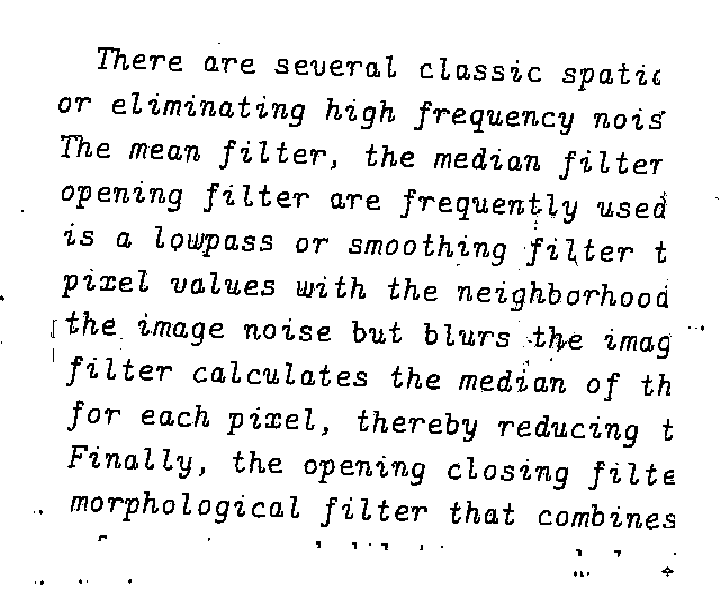 There are several classic spatia
or eliminating high frequency nois
The mean filter, the median filter
opening filter are frequently used
is a lowpass or smoothing filter t
pixel values with the neighborhood
the image noise but blurs the imag
filter calculates the median of th
for each pixel, thereby reducing t
Finally, the opening closing filte
morphological filter that combines